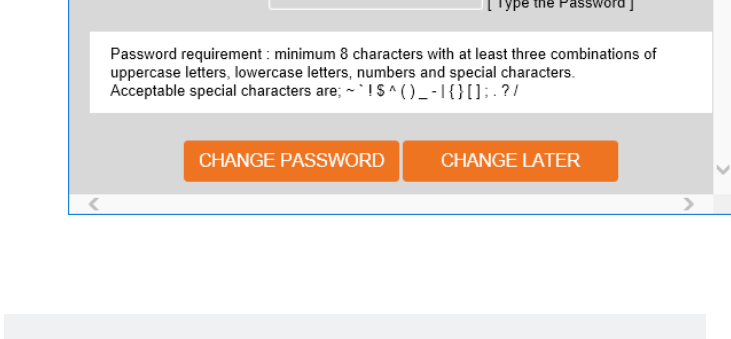 [ Type the Password ]
Password requirement : minimum 8 characters with at least three combinations of
uppercase letters, lowercase letters, numbers and special characters.
Acceptable special characters are; ~ ` ! $ ^ ( ) _ - | { } [ ] ; . ? /
CHANGE PASSWORD CHANGE LATER